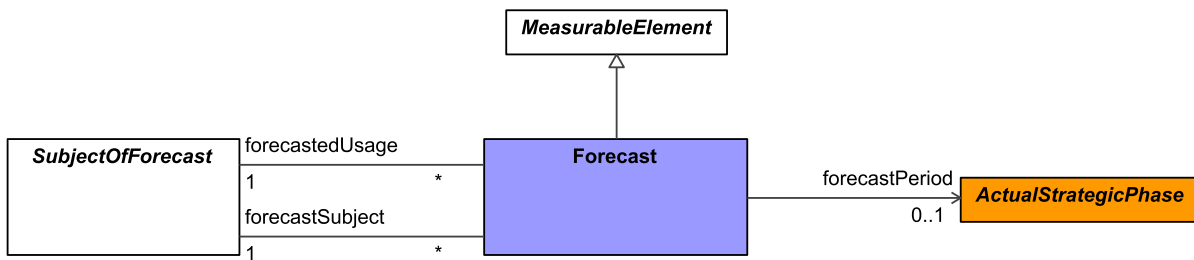 MeasurableElement
forecastedUsage
SubjectOfForecast
Forecast
1
*
forecastPeriod
ActualStrategicPhase
0..1
forecastSubject
1
*